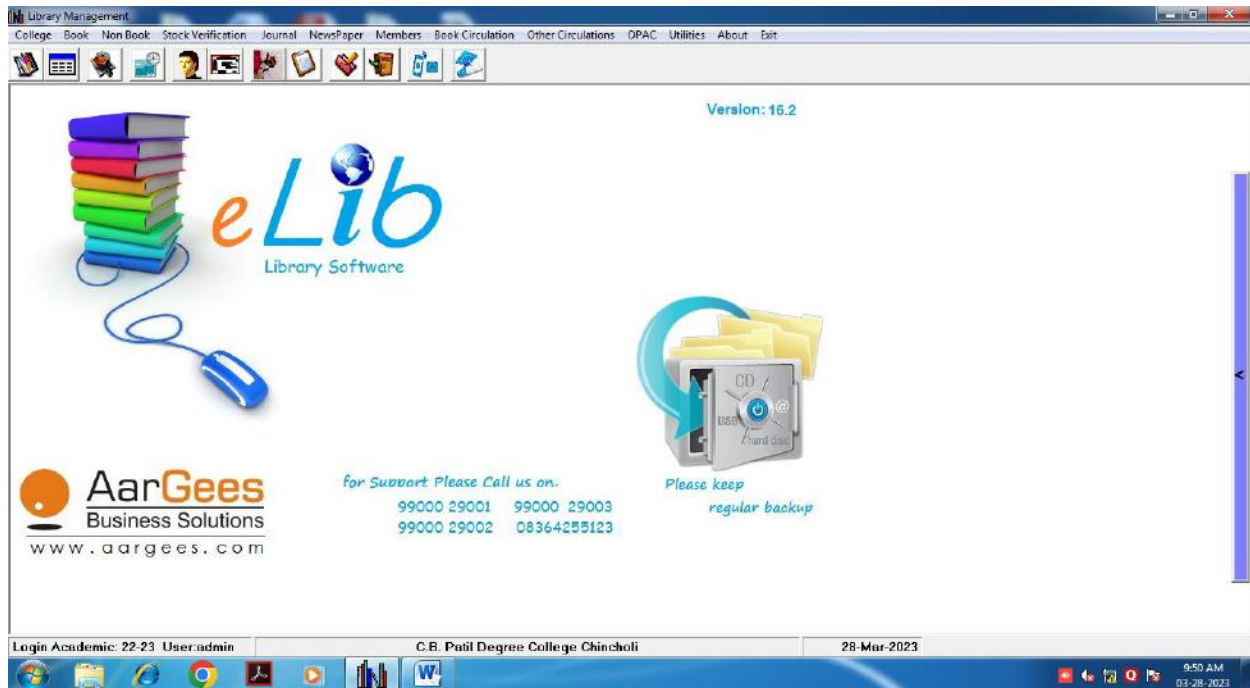 Library Management
College Book Non Book Stock Verification Journal NewsPaper Members Book Circulation Other Circulations OPAC Utilities About Exit
Version: 16.2
eLib
Library Software
CD
USB @
hard disc
AarGees
Business Solutions
www.aargees.com
for Support Please Call us on.
99000 29001 99000 29003
99000 29002 08364255123
Please keep
regular backup
<
Login Academic: 22-23 User:admin C.B. Patil Degree College Chincholi 28-Mar-2023
W
Q
9:50 AM
03-28-2023